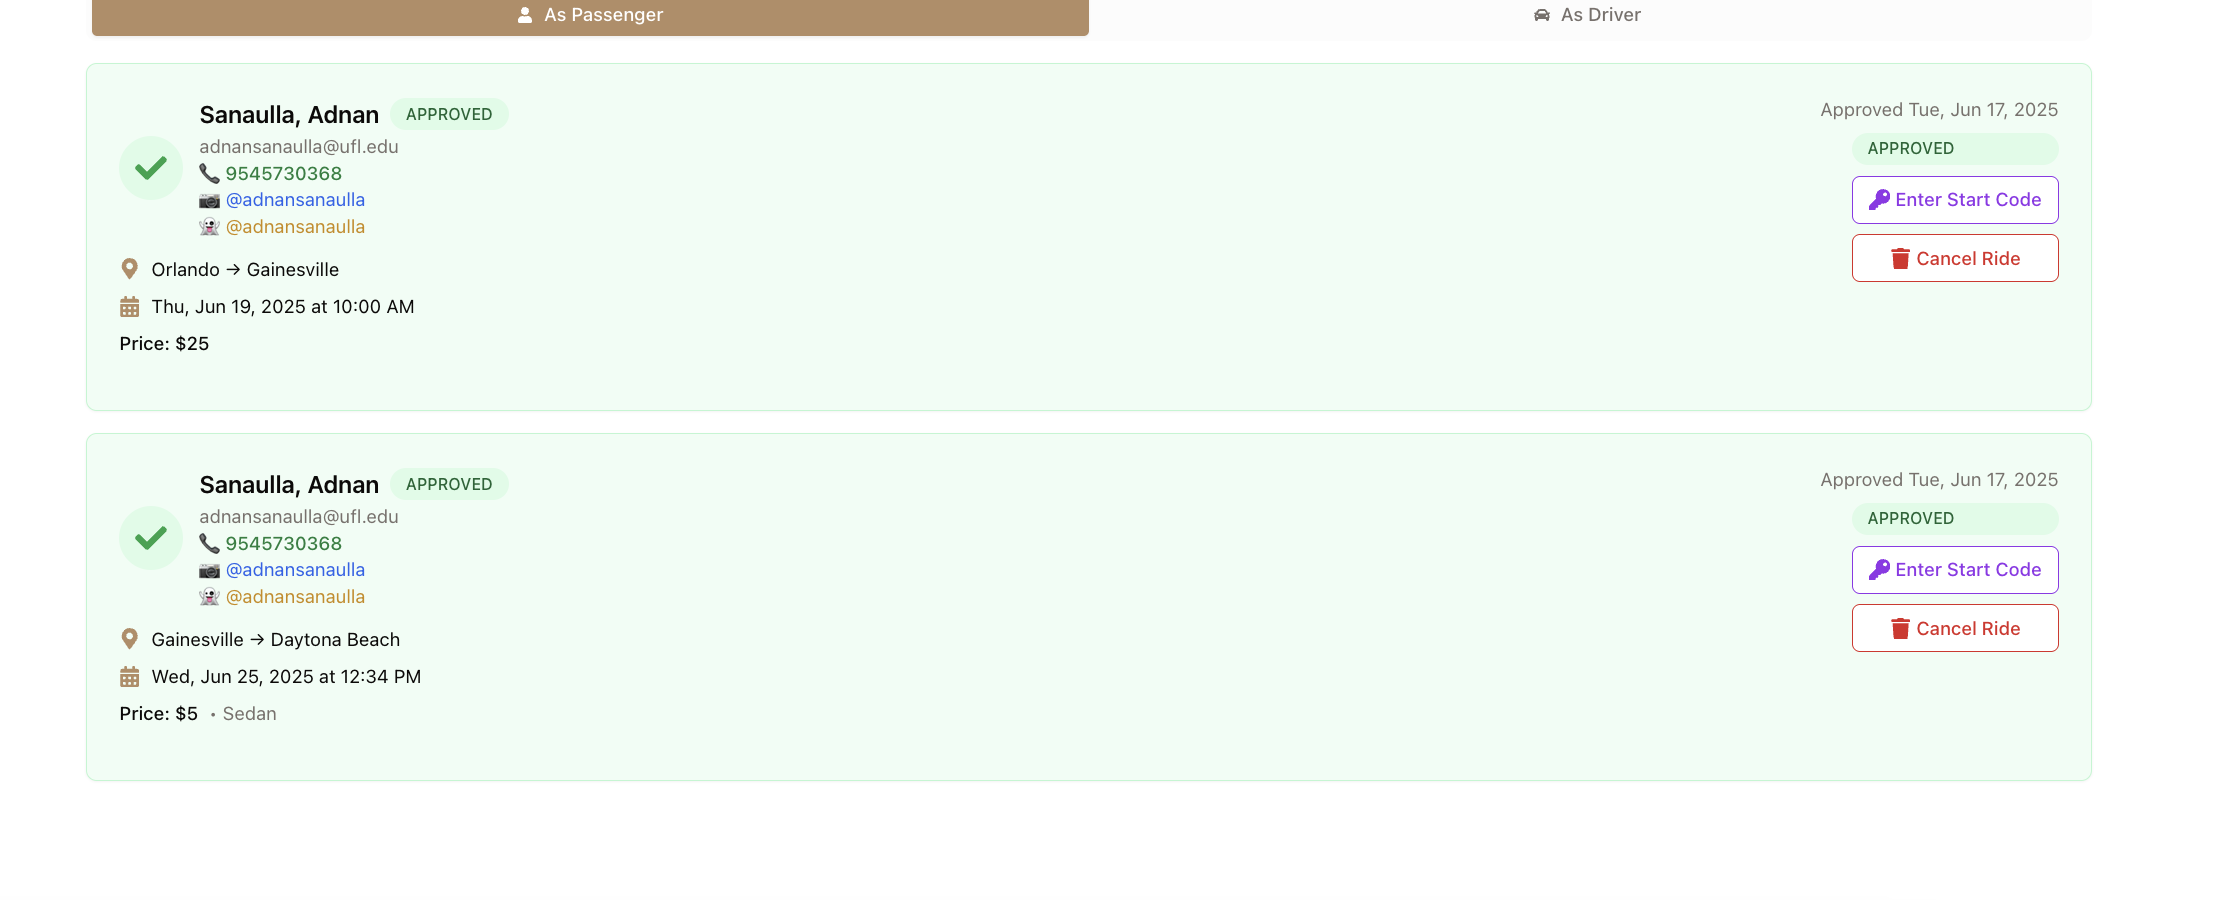 As Passenger
As Driver
Sanaulla, Adnan APPROVED
adnansanaulla@ufl.edu
9545730368
@adnansanaulla
@adnansanaulla
Orlando → Gainesville
Thu, Jun 19, 2025 at 10:00 AM
Price: $25
Approved Tue, Jun 17, 2025
APPROVED
Enter Start Code
Cancel Ride
Sanaulla, Adnan APPROVED
adnansanaulla@ufl.edu
9545730368
@adnansanaulla
@adnansanaulla
Gainesville → Daytona Beach
Wed, Jun 25, 2025 at 12:34 PM
Price: $5 • Sedan
Approved Tue, Jun 17, 2025
APPROVED
Enter Start Code
Cancel Ride